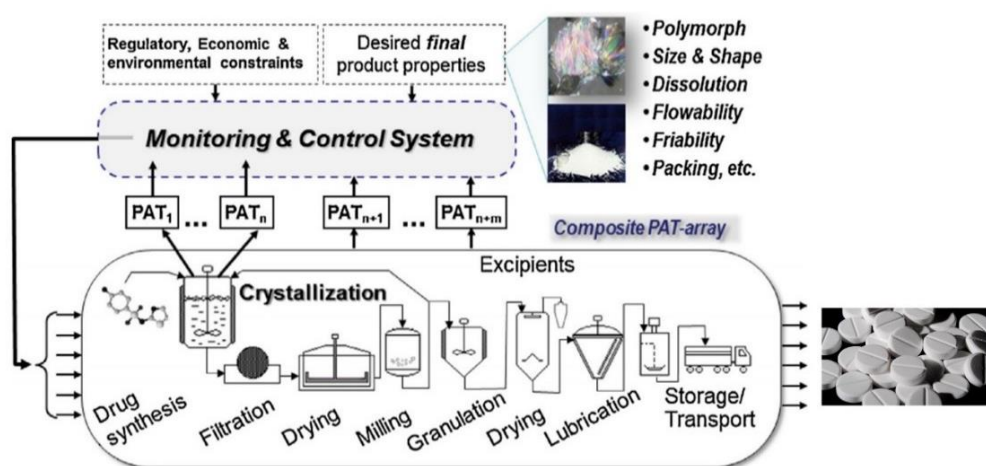 Regulatory, Economic &
environmental constraints
Desired final
product properties
• Polymorph
• Size & Shape
• Dissolution
• Flowability
• Friability
• Packing, etc.
Monitoring & Control System
PAT1
...
PATn
PATn+1
...
PATn+m
Composite PAT-array
Excipients
Crystallization
Drug
synthesis
Filtration
Drying
Milling
Granulation
Drying
Lubrication
Storage/
Transport